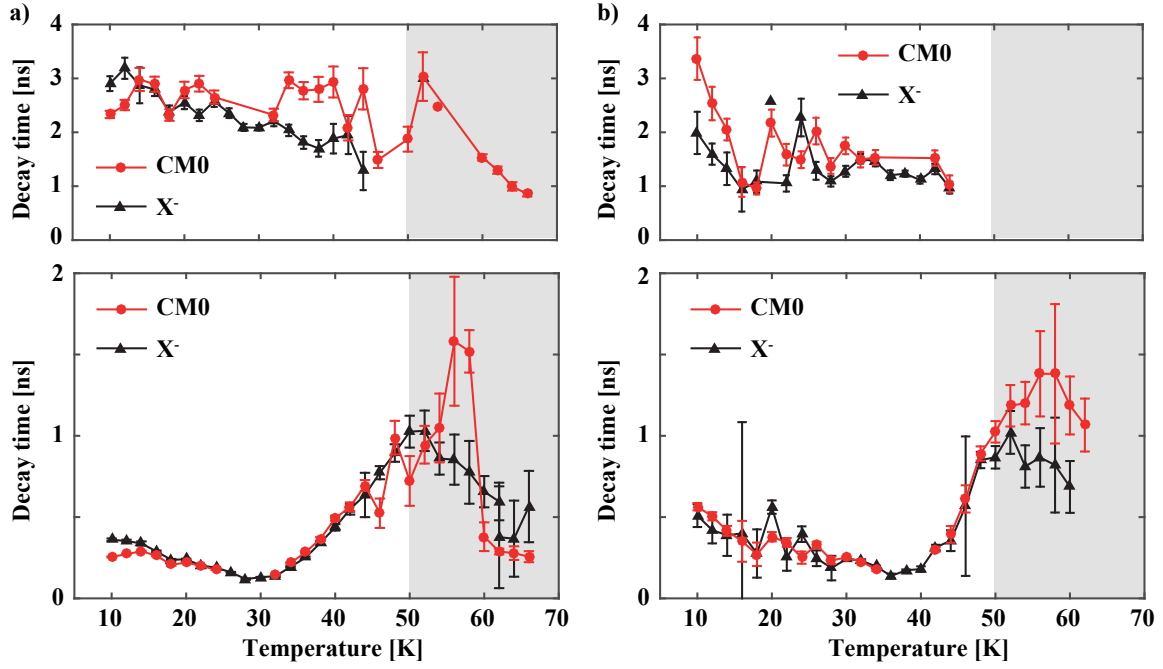 a)
b)
4
3
2
1
0
Decay time [ns]
CM0
X-
4
3
2
1
0
Decay time [ns]
CM0
X-
2
1
0
Decay time [ns]
CM0
X-
10 20 30 40 50 60 70
Temperature [K]
2
1
0
Decay time [ns]
CM0
X-
10 20 30 40 50 60 70
Temperature [K]